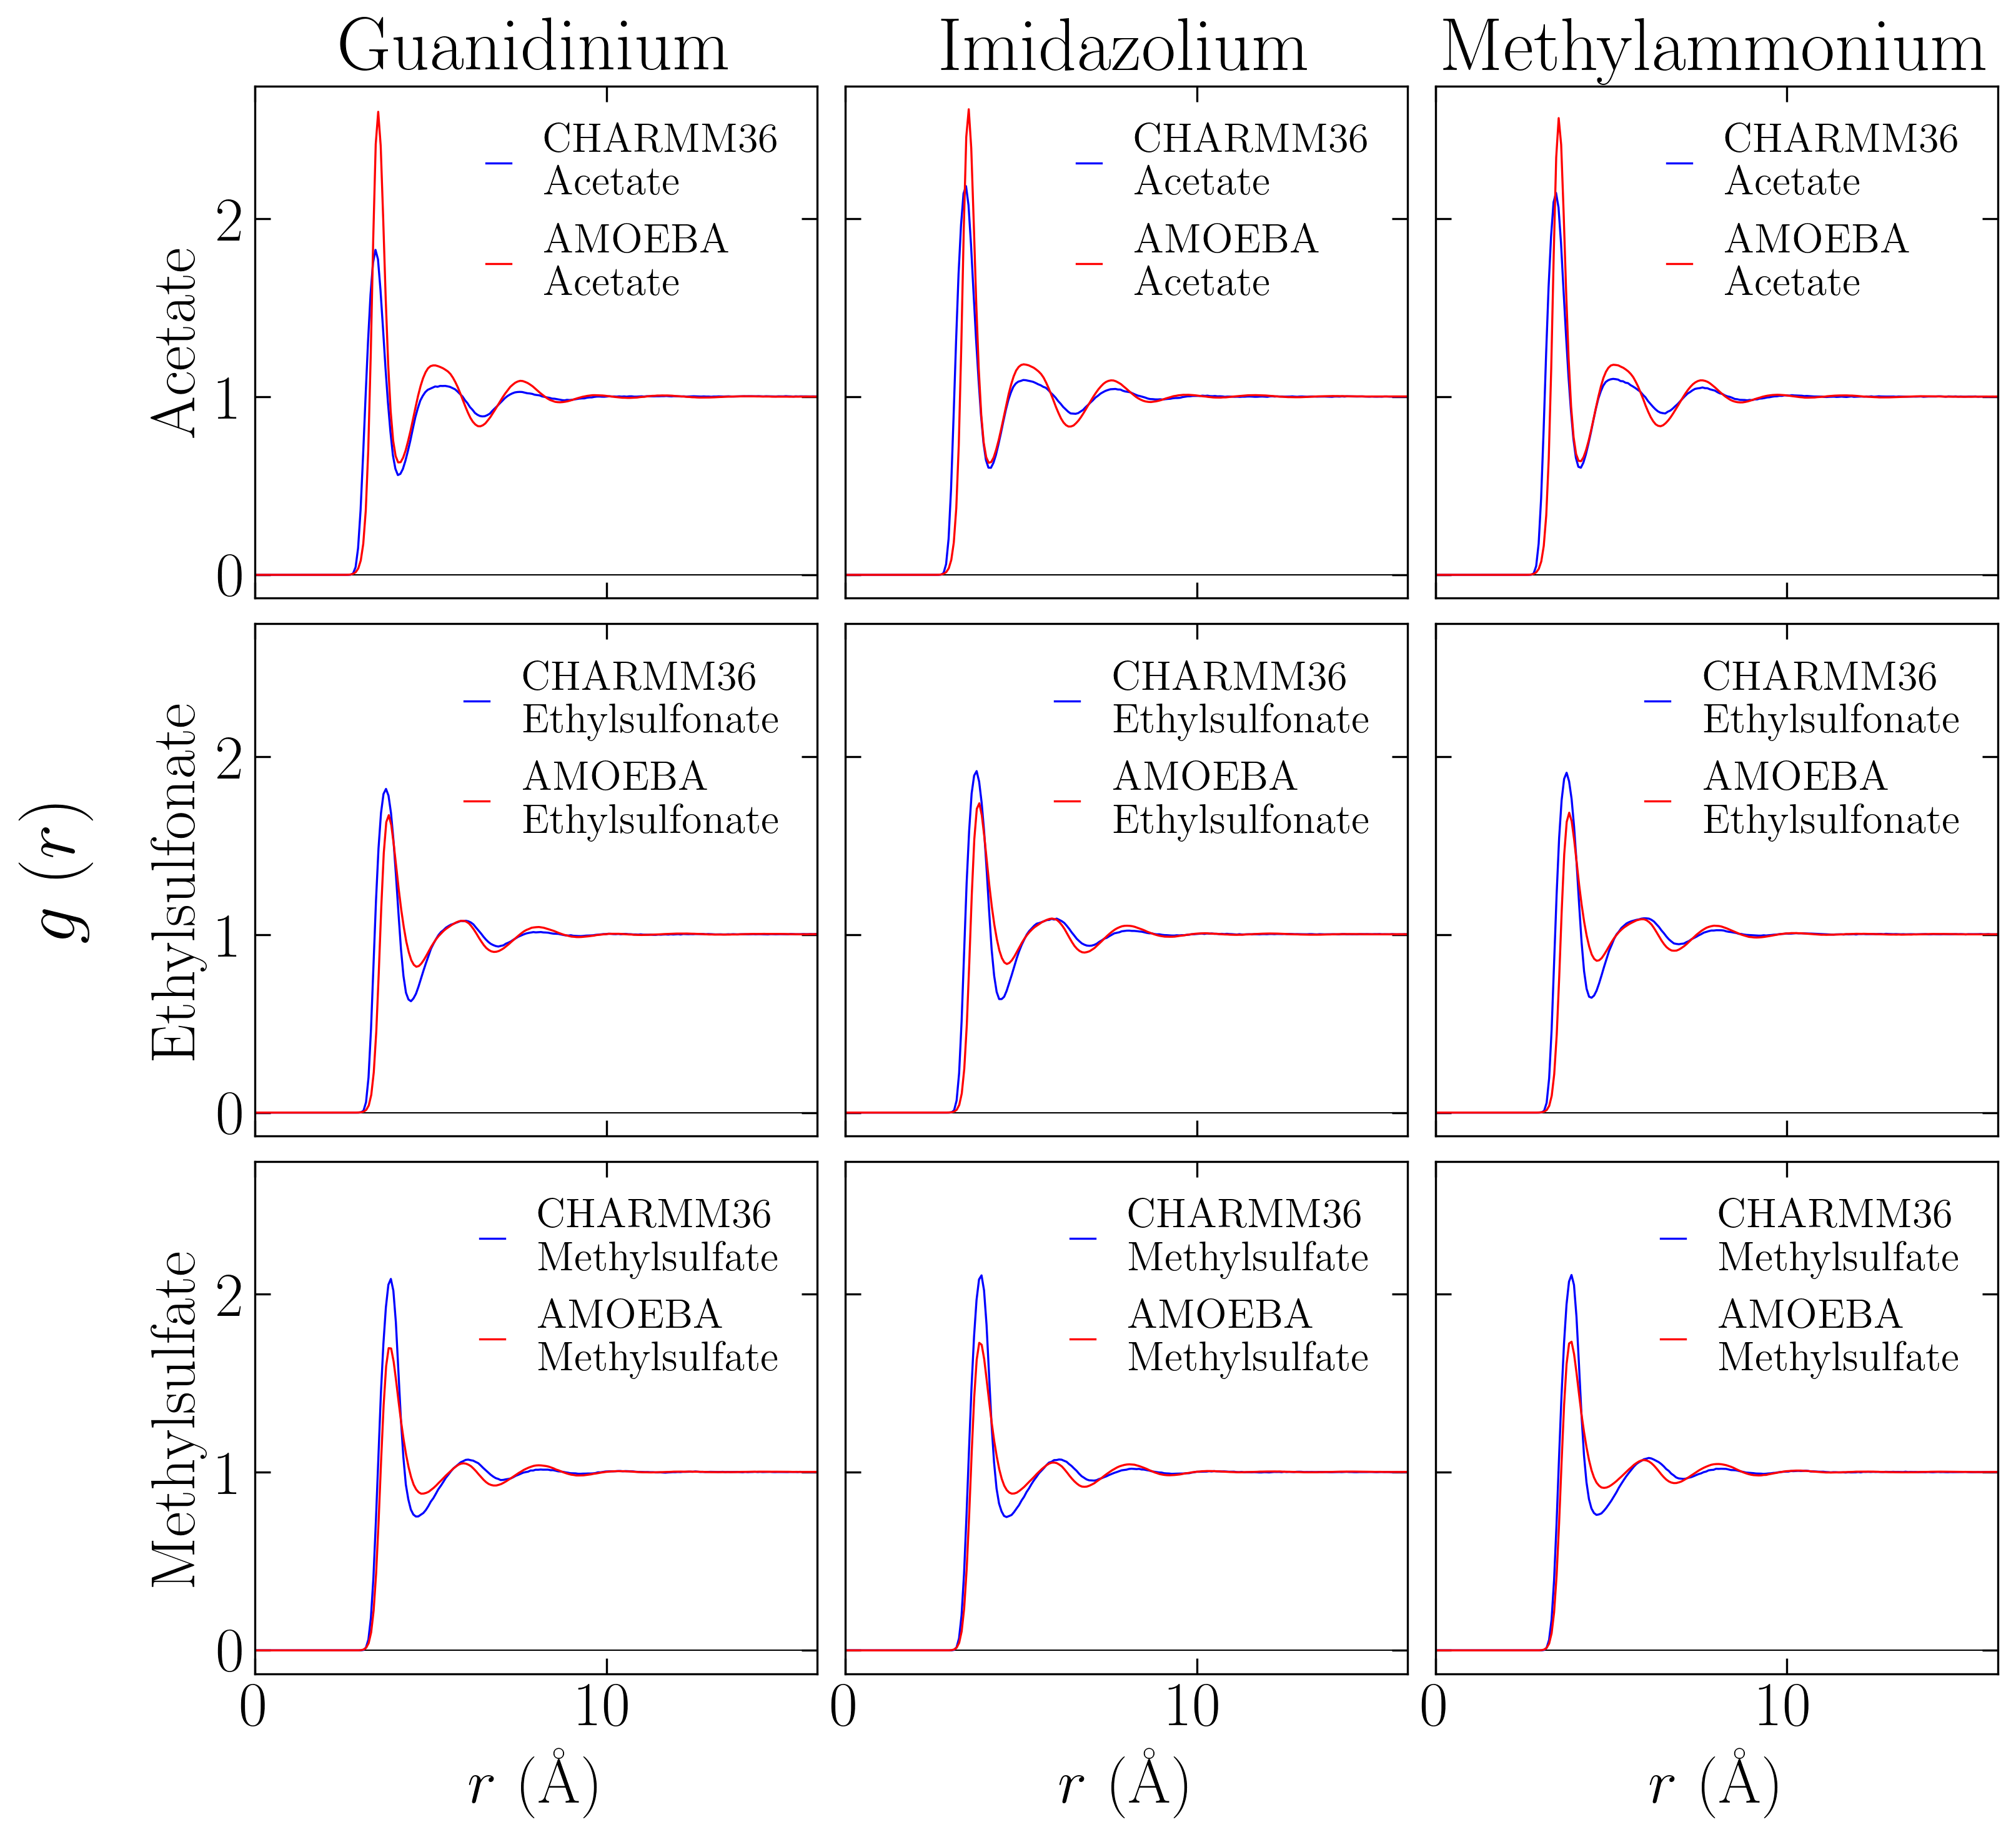 Guanidinium Imidazolium Methylammonium
Acetate
2
1
0
CHARMM36
Acetate
AMOEBA
Acetate
CHARMM36
Acetate
AMOEBA
Acetate
CHARMM36
Acetate
AMOEBA
Acetate
g (r)
Ethylsulfonate
2
1
0
CHARMM36
Ethylsulfonate
AMOEBA
Ethylsulfonate
CHARMM36
Ethylsulfonate
AMOEBA
Ethylsulfonate
CHARMM36
Ethylsulfonate
AMOEBA
Ethylsulfonate
Methylsulfate
2
1
0
CHARMM36
Methylsulfate
AMOEBA
Methylsulfate
CHARMM36
Methylsulfate
AMOEBA
Methylsulfate
CHARMM36
Methylsulfate
AMOEBA
Methylsulfate
0 10 0 10 0 10
r (Å) r (Å) r (Å)